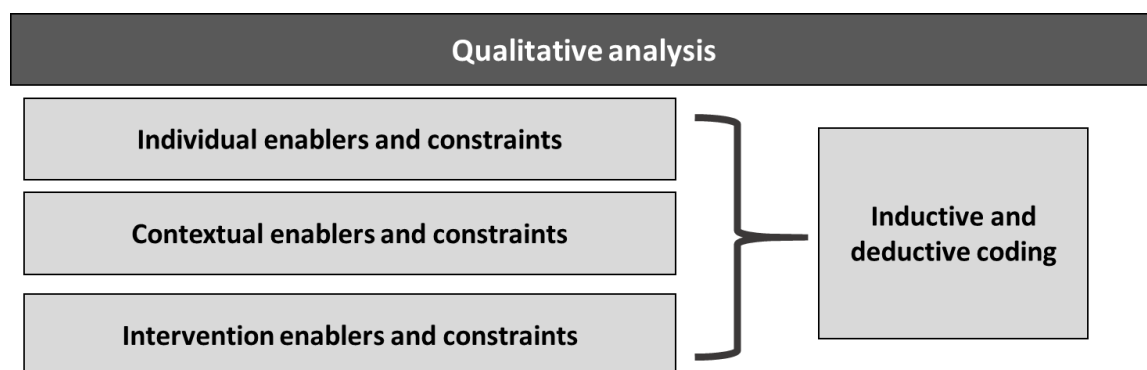 Qualitative analysis
Individual enablers and constraints
Contextual enablers and constraints
Intervention enablers and constraints
Inductive and
deductive coding